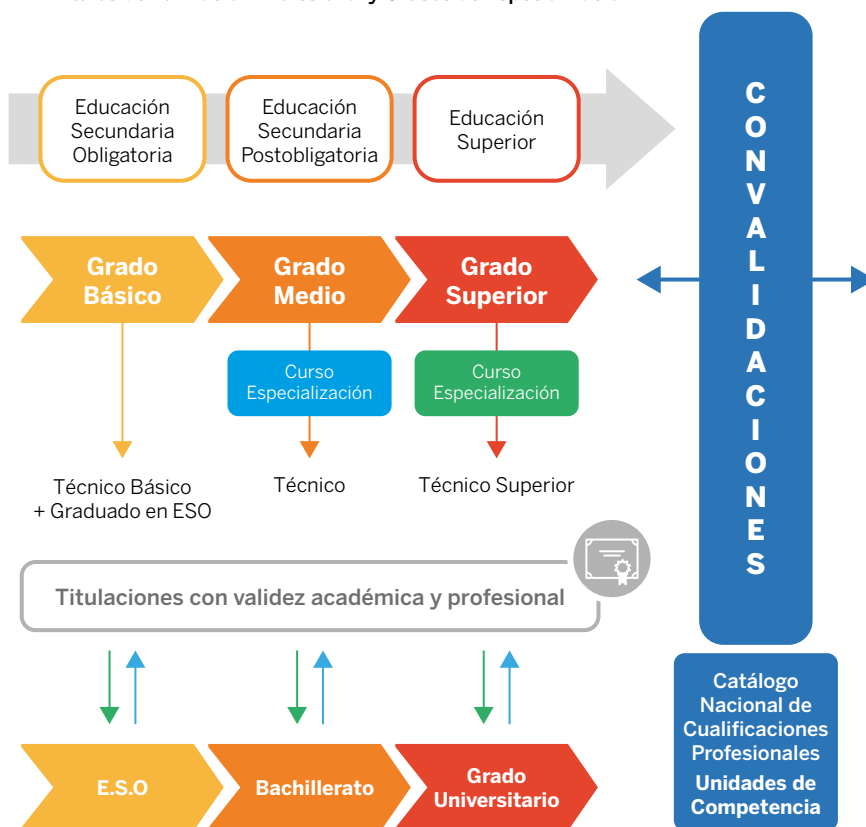 Educación
Secundaria
Obligatoria
Educación
Secundaria
Postobligatoria
Educación
Superior
Grado
Básico
Grado
Medio
Grado
Superior
Curso
Especialización
Curso
Especialización
Técnico Básico
+ Graduado en ESO
Técnico
Técnico Superior
Titulaciones con validez académica y profesional
E.S.O
Bachillerato
Grado
Universitario
CONVALIDACIONES
Catálogo
Nacional de
Cualificaciones
Profesionales
Unidades de
Competencia